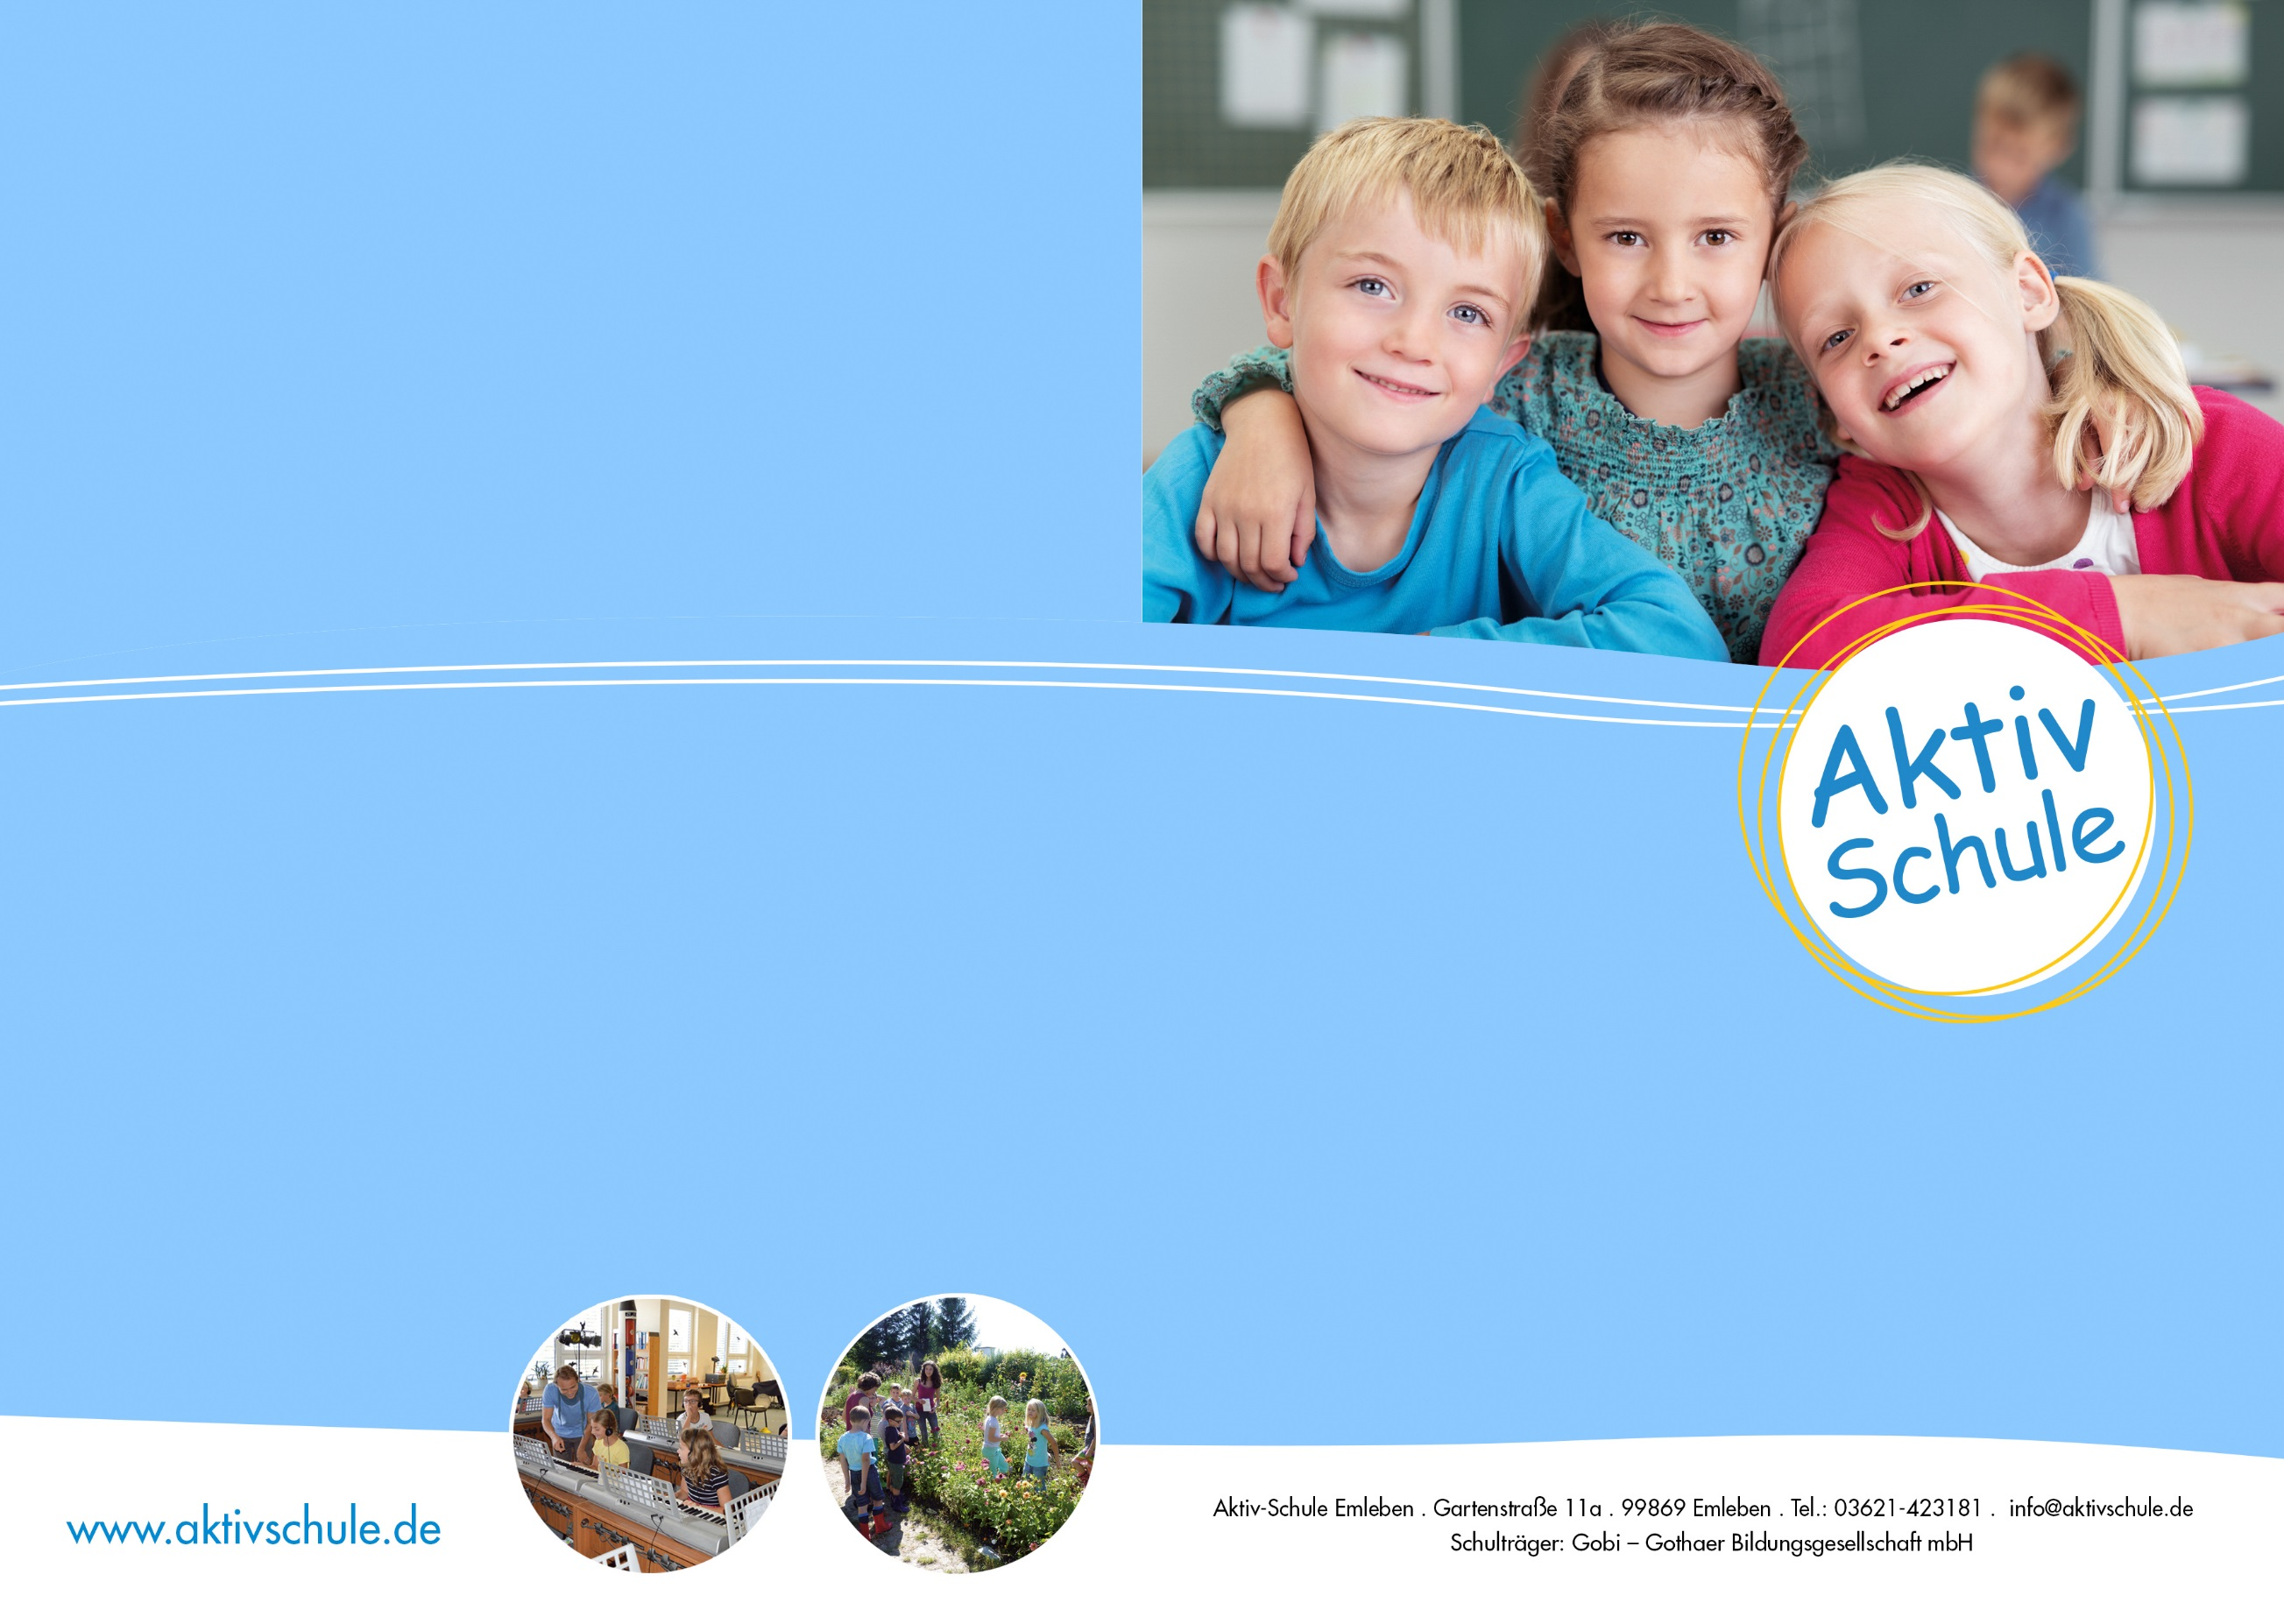 Aktiv
Schule
www.aktivschule.de
Aktiv-Schule Emleben . Gartenstraße 11a . 99869 Emleben . Tel.: 03621-423181 . info@aktivschule.de
Schulträger: Gobi – Gothaer Bildungsgesellschaft mbH